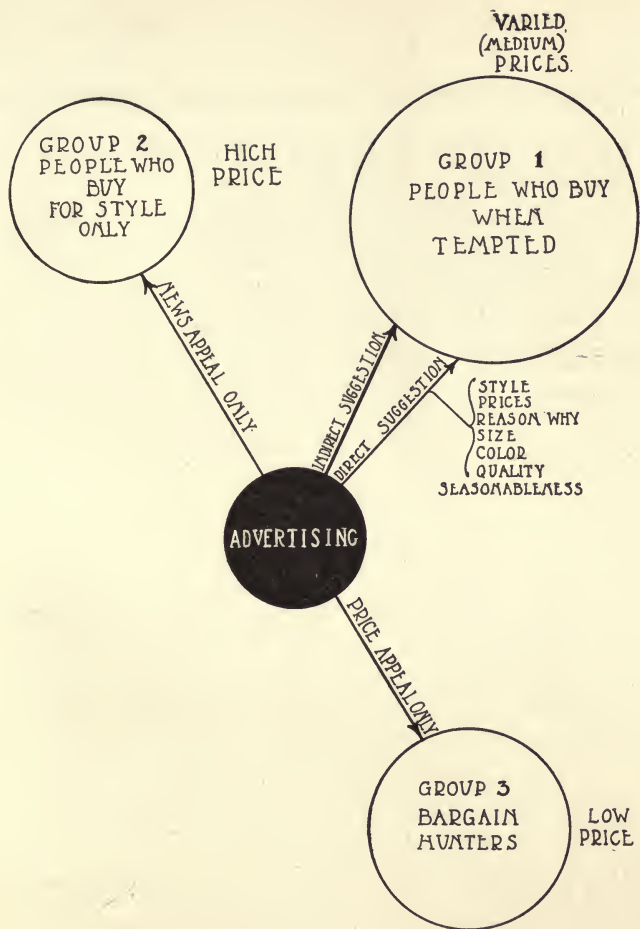 VARIED,
(MEDIUM)
PRICES.
GROUP 2
PEOPLE WHO
BUY
FOR STYLE
ONLY
HIGH
PRICE
GROUP 1
PEOPLE WHO BUY
WHEN
TEMPTED
NEWS APPEAL ONLY.
INDIRECT SUGGESTION
DIRECT SUGGESTION
STYLE
PRICES
REASON WHY
SIZE
COLOR
QUALITY
SEASONABLENESS
ADVERTISING
PRICE APPEAL ONLY
GROUP 3
BARGAIN
HUNTERS
LOW
PRICE